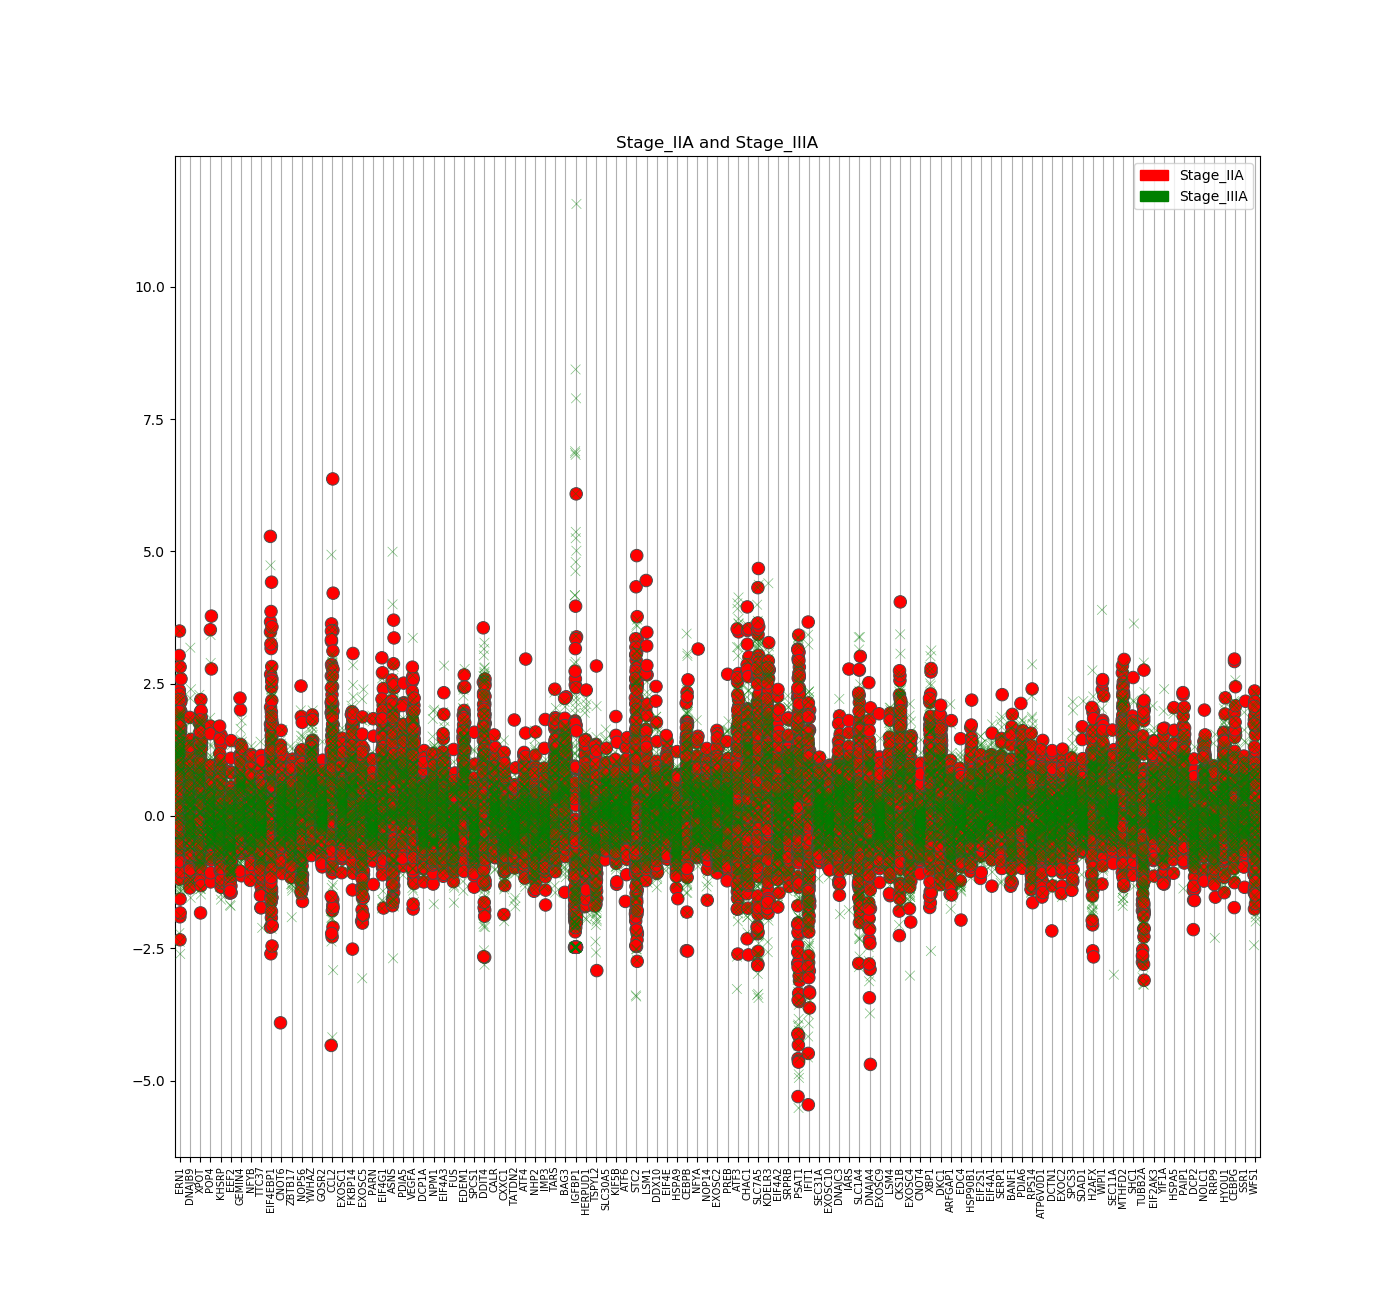 Stage_IIA and Stage_IIIA
Stage_IIA
Stage_IIIA
10.0
7.5
5.0
2.5
0.0
−2.5
−5.0
ERN1
DNAJB9
XPOT
POP4
KHSRP
EEF2
GEMIN4
NFYB
TTC37
EIF4EBP1
CNOT6
ZBTB17
NOP56
YWHAZ
GOSR2
CCL2
EXOSC1
FKBP14
EXOSC5
PARN
EIF4G1
ASNS
PDIA5
VEGFA
DCP1A
NPM1
EIF4A3
FUS
EDEM1
SPCS1
DDIT4
CALR
CXXC1
TATDN2
ATF4
NHP2
IMP3
TARS
BAG3
IGFBP1
HERPUD1
TSPYL2
SLC30A5
KIF5B
ATF6
STC2
LSM1
DDX10
EIF4E
HSPA9
CEBPB
NFYA
NOP14
EXOSC2
PREB
ATF3
CHAC1
SLC7A5
KDELR3
EIF4A2
SRPRB
PSAT1
IFIT1
SEC31A
EXOSC10
DNAJC3
IARS
SLC1A4
DNAJA4
EXOSC9
LSM4
CKS1B
EXOSC4
CNOT4
XBP1
DKC1
ARFGAP1
EDC4
HSP90B1
EIF2S1
EIF4A1
SERP1
BANF1
PDIA6
RPS14
ATP6V0D1
DCTN1
EXOC2
SPCS3
SDAD1
H2AFX
WIPI1
SEC11A
MTHFD2
SHC1
TUBB2A
EIF2AK3
YIF1A
HSPA5
PAIP1
DCP2
NOLC1
RRP9
HYOU1
CEBPG
SSR1
WFS1